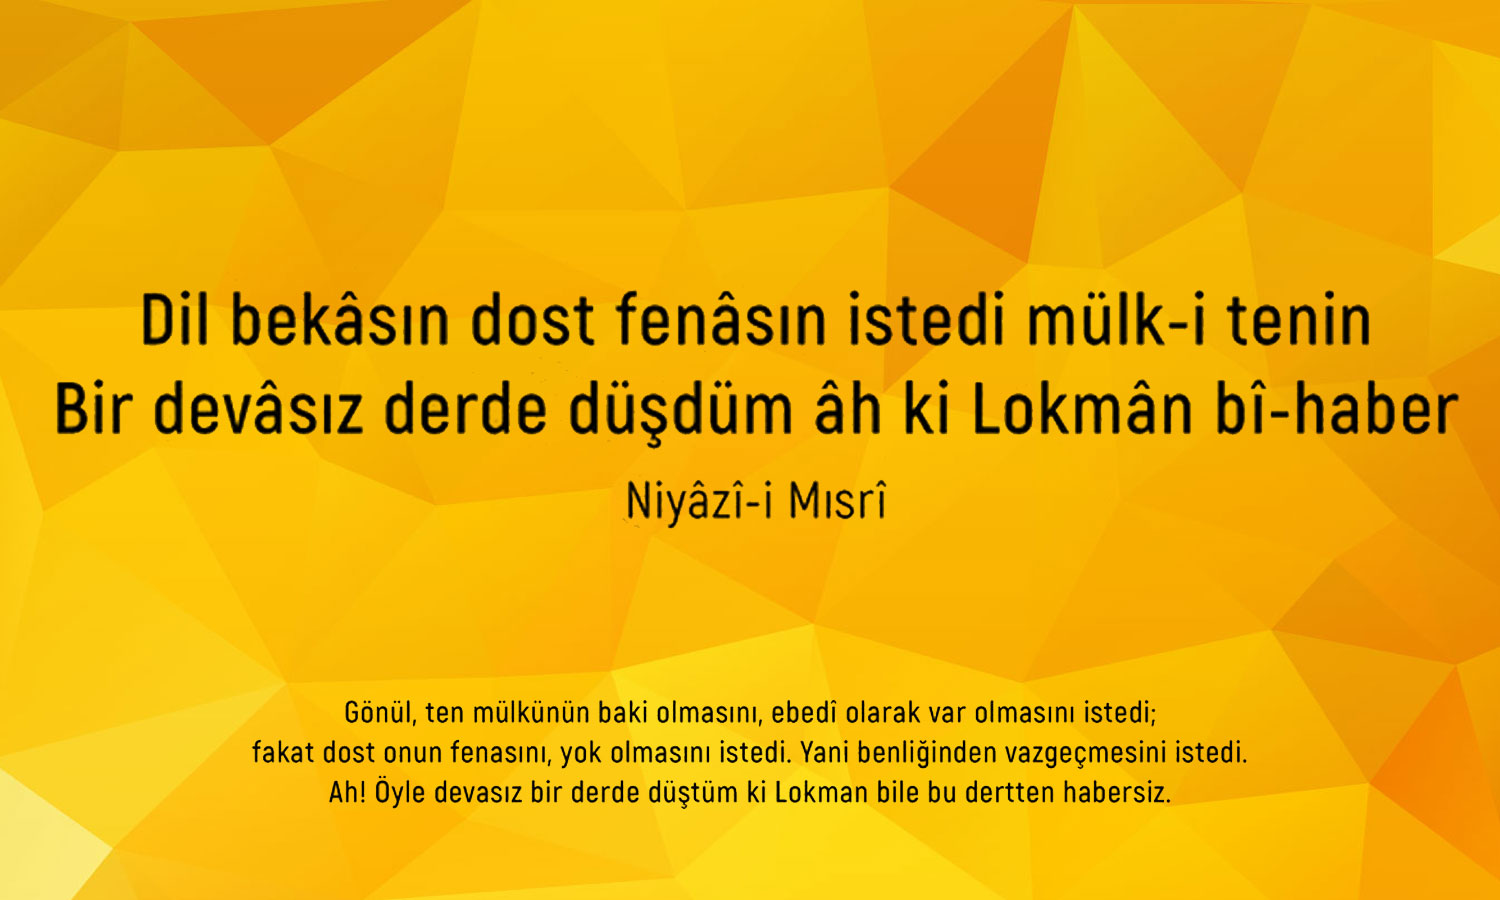 Dil bekâsın dost fenâsın istedi mülk-i tenin
Bir devâsız derde düşdüm âh ki Lokmân bî-haber
Niyâzî-i Mısrî
Gönül, ten mülkünün baki olmasını, ebedî olarak var olmasını istedi;
fakat dost onun fenasını, yok olmasını istedi. Yani benliğinden vazgeçmesini istedi.
Ah! Öyle devasız bir derde düştüm ki Lokman bile bu dertten habersiz.